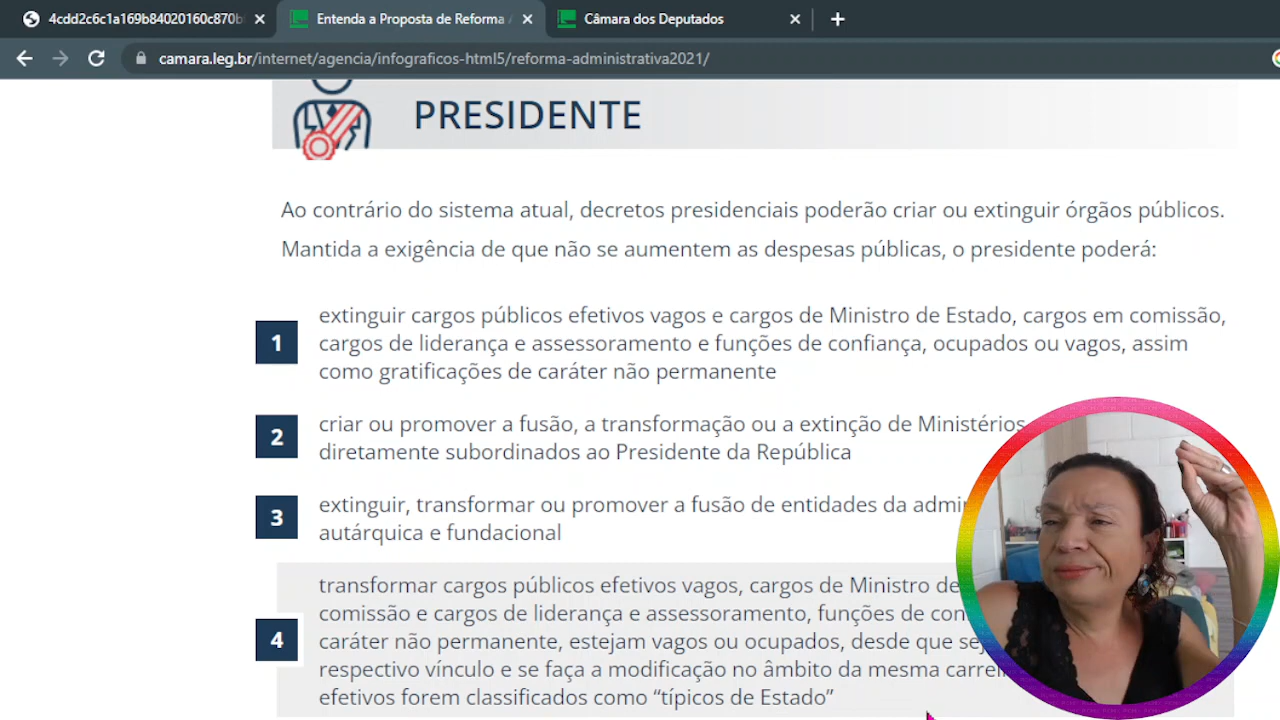 4cdd2c6c1a169b84020160c870b
Entenda a Proposta de Reforma
Câmara dos Deputados
camara.leg.br/internet/agencia/infograficos-html5/reforma-administrativa2021/
PRESIDENTE
Ao contrário do sistema atual, decretos presidenciais poderão criar ou extinguir órgãos públicos.
Mantida a exigência de que não se aumentem as despesas públicas, o presidente poderá:
1
extinguir cargos públicos efetivos vagos e cargos de Ministro de Estado, cargos em comissão,
cargos de liderança e assessoramento e funções de confiança, ocupados ou vagos, assim
como gratificações de caráter não permanente
2
criar ou promover a fusão, a transformação ou a extinção de Ministérios
diretamente subordinados ao Presidente da República
3
extinguir, transformar ou promover a fusão de entidades da
autárquica e fundacional
4
transformar cargos públicos efetivos vagos, cargos de Ministro de
comissão e cargos de liderança e assessoramento, funções de
caráter não permanente, estejam vagos ou ocupados, desde que
respectivo vínculo e se faça a modificação no âmbito da mesma
efetivos forem classificados como “típicos de Estado”